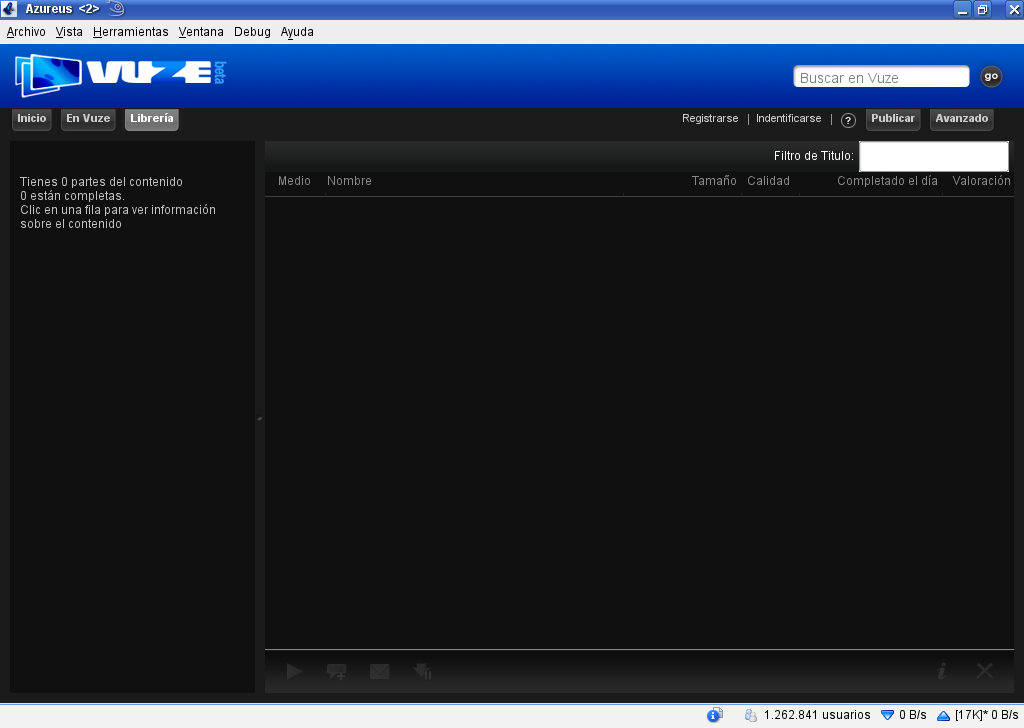 Azureus <2>
Archivo Vista Herramientas Ventana Debug Ayuda
VUZE beta
Buscar en Vuze go
Inicio En Vuze Librería Registrarse | Indentificarse | ? Publicar Avanzado
Filtro de Titulo:
Medio Nombre Tamaño Calidad Completado el día Valoración
Tienes 0 partes del contenido
0 están completas.
Clic en una fila para ver información
sobre el contenido
1.262.841 usuarios 0 B/s [17K]* 0 B/s